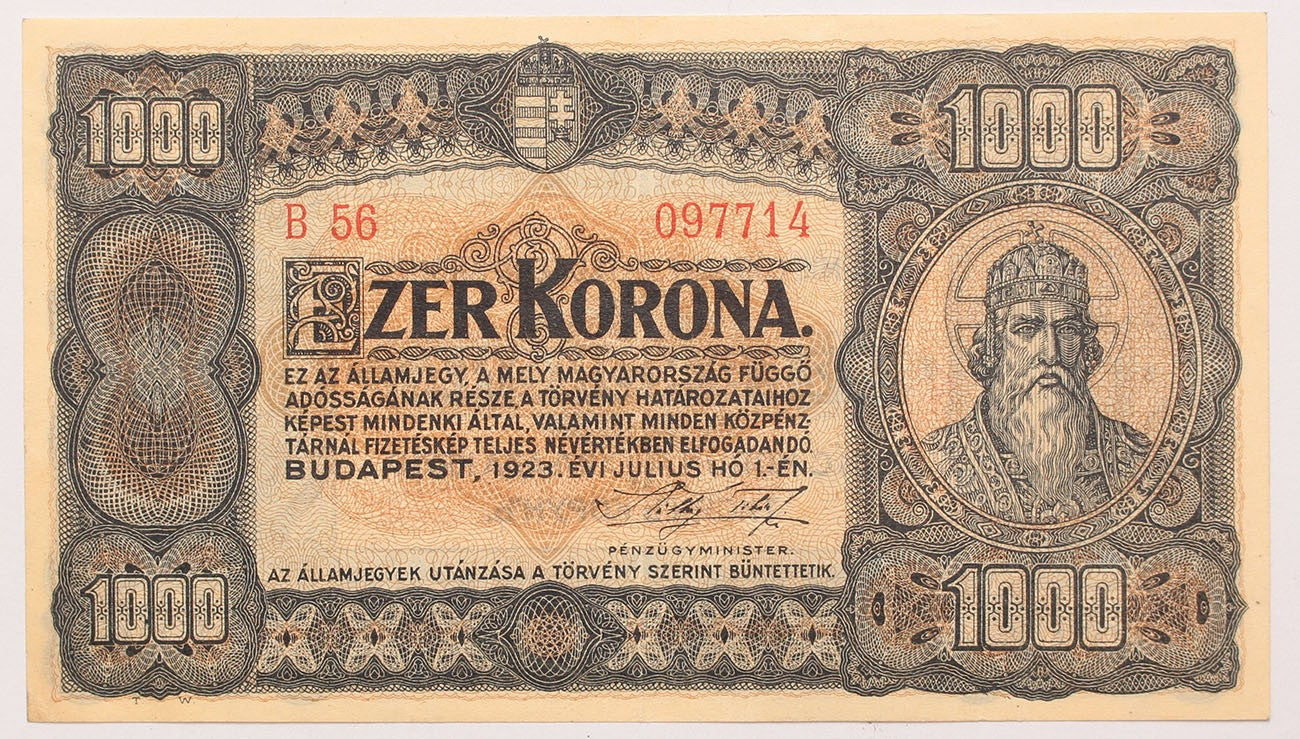 1000 1000
B 56 097714
EZER KORONA.
EZ AZ ÁLLAMJEGY, A MELY MAGYARORSZÁG FÜGGŐ
ADÓSSÁGÁNAK RÉSZE, A TÖRVÉNY HATÁROZATAIHOZ
KÉPEST MINDENKI ÁLTAL, VALAMINT MINDEN KÖZPÉNZ-
TÁRNÁL FIZETÉSKÉP TELJES NÉVÉRTÉKBEN ELFOGADANDÓ.
BUDAPEST, 1923. ÉVI JULIUS HÓ 1.-ÉN.
PÉNZÜGYMINISTER.
AZ ÁLLAMJEGYEK UTÁNZÁSA A TÖRVÉNY SZERINT BÜNTETTETIK.
1000 1000
T W.